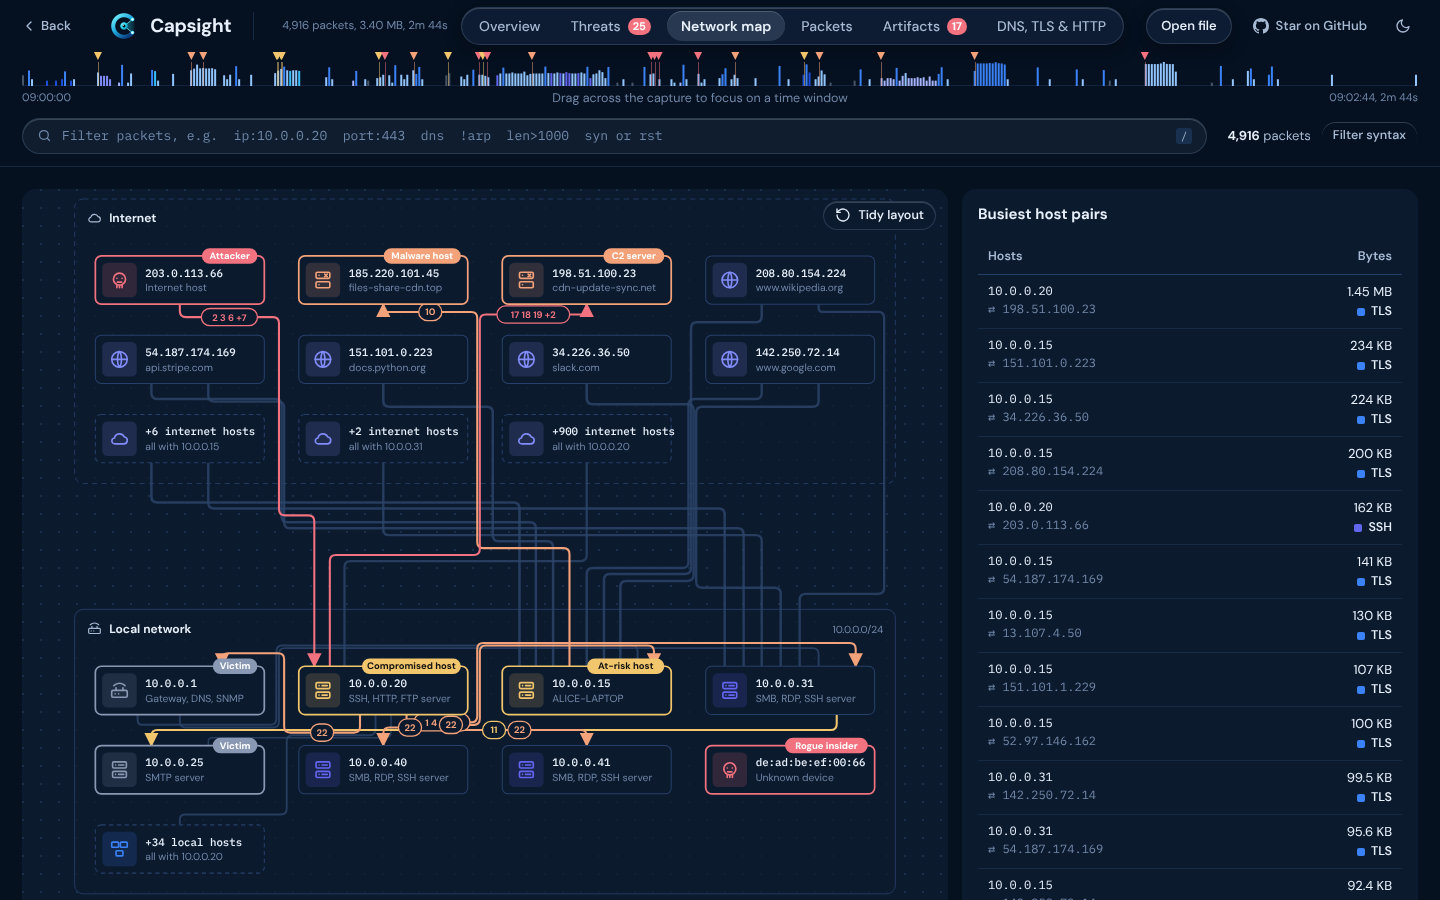 Back
Capsight
4,916 packets, 3.40 MB, 2m 44s
Overview
Threats 25
Network map
Packets
Artifacts 17
DNS, TLS & HTTP
Open file
Star on GitHub
09:00:00
Drag across the capture to focus on a time window
09:02:44, 2m 44s
Filter packets, e.g. ip:10.0.0.20 port:443 dns !arp len>1000 syn or rst
/
4,916 packets
Filter syntax
Internet
Tidy layout
Attacker
203.0.113.66
Internet host
Malware host
185.220.101.45
files-share-cdn.top
C2 server
198.51.100.23
cdn-update-sync.net
208.80.154.224
www.wikipedia.org
2 3 6 +7
10
17 18 19 +2
54.187.174.169
api.stripe.com
151.101.0.223
docs.python.org
34.226.36.50
slack.com
142.250.72.14
www.google.com
+6 internet hosts
all with 10.0.0.15
+2 internet hosts
all with 10.0.0.31
+900 internet hosts
all with 10.0.0.20
Local network
10.0.0.0/24
Victim
10.0.0.1
Gateway, DNS, SNMP
Compromised host
10.0.0.20
SSH, HTTP, FTP server
At-risk host
10.0.0.15
ALICE-LAPTOP
10.0.0.31
SMB, RDP, SSH server
22
22
1 4
22
11
22
Victim
10.0.0.25
SMTP server
10.0.0.40
SMB, RDP, SSH server
10.0.0.41
SMB, RDP, SSH server
Rogue insider
de:ad:be:ef:00:66
Unknown device
+34 local hosts
all with 10.0.0.20
Busiest host pairs
Hosts Bytes
10.0.0.20 1.45 MB
⇄ 198.51.100.23 TLS
10.0.0.15 234 KB
⇄ 151.101.0.223 TLS
10.0.0.15 224 KB
⇄ 34.226.36.50 TLS
10.0.0.15 200 KB
⇄ 208.80.154.224 TLS
10.0.0.20 162 KB
⇄ 203.0.113.66 SSH
10.0.0.15 141 KB
⇄ 54.187.174.169 TLS
10.0.0.15 130 KB
⇄ 13.107.4.50 TLS
10.0.0.15 107 KB
⇄ 151.101.1.229 TLS
10.0.0.15 100 KB
⇄ 52.97.146.162 TLS
10.0.0.31 99.5 KB
⇄ 142.250.72.14 TLS
10.0.0.31 95.6 KB
⇄ 54.187.174.169 TLS
10.0.0.15 92.4 KB